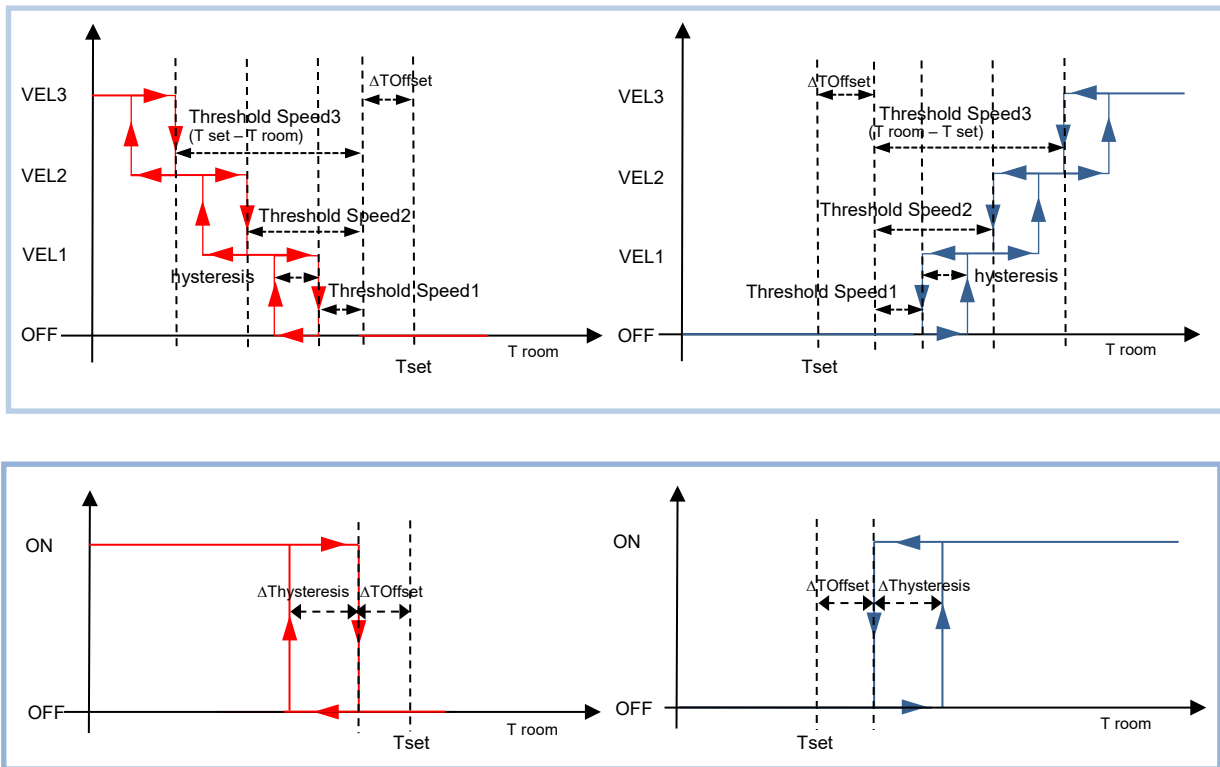 ΔTOffset
VEL3
Threshold Speed3
(T set – T room)
VEL2
Threshold Speed2
VEL1
hysteresis
Threshold Speed1
OFF
T room
Tset
ΔTOffset
VEL3
Threshold Speed3
(T room – T set)
VEL2
Threshold Speed2
VEL1
hysteresis
Threshold Speed1
OFF
T room
Tset
ON
ΔThysteresis
ΔTOffset
OFF
T room
Tset
ON
ΔTOffset
ΔThysteresis
OFF
T room
Tset